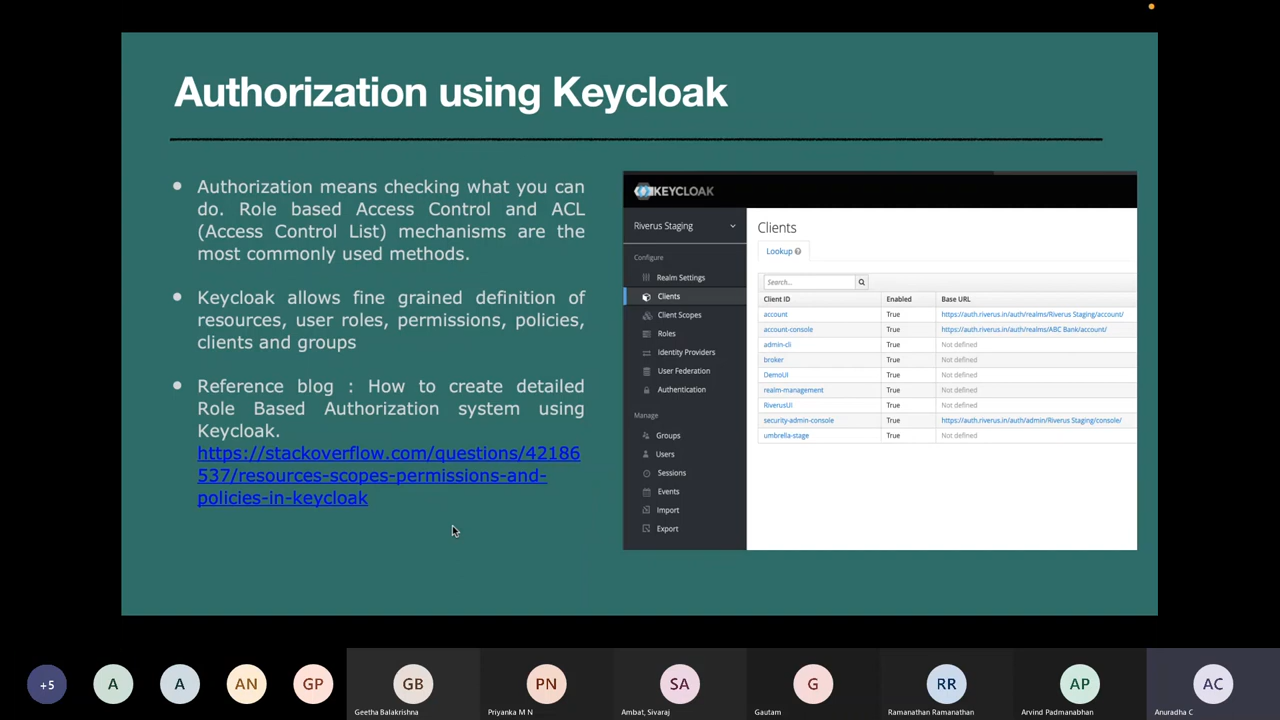 Authorization using Keycloak
Authorization means checking what you can
do. Role based Access Control and ACL
(Access Control List) mechanisms are the
most commonly used methods.
Keycloak allows fine grained definition of
resources, user roles, permissions, policies,
clients and groups
Reference blog : How to create detailed
Role Based Authorization system using
Keycloak.
https://stackoverflow.com/questions/42186
537/resources-scopes-permissions-and-
policies-in-keycloak
KEYCLOAK
Riverus Staging
Configure
Realm Settings
Clients
Client Scopes
Roles
Identity Providers
User Federation
Authentication
Manage
Groups
Users
Sessions
Events
Import
Export
Clients
Lookup
Search...
Client ID Enabled Base URL
account True https://auth.riverus.in/auth/realms/Riverus Staging/account/
account-console True https://auth.riverus.in/auth/realms/ABC Bank/account/
admin-cli True Not defined
broker True Not defined
DemoUI True Not defined
realm-management True Not defined
RiverusUI True Not defined
security-admin-console True https://auth.riverus.in/auth/admin/Riverus Staging/console/
umbrella-stage True Not defined
+5 A A AN GP GB PN SA G RR AP AC
Geetha Balakrishna Priyanka M N Ambat, Sivaraj Gautam Ramanathan Ramanathan Arvind Padmanabhan Anuradha C